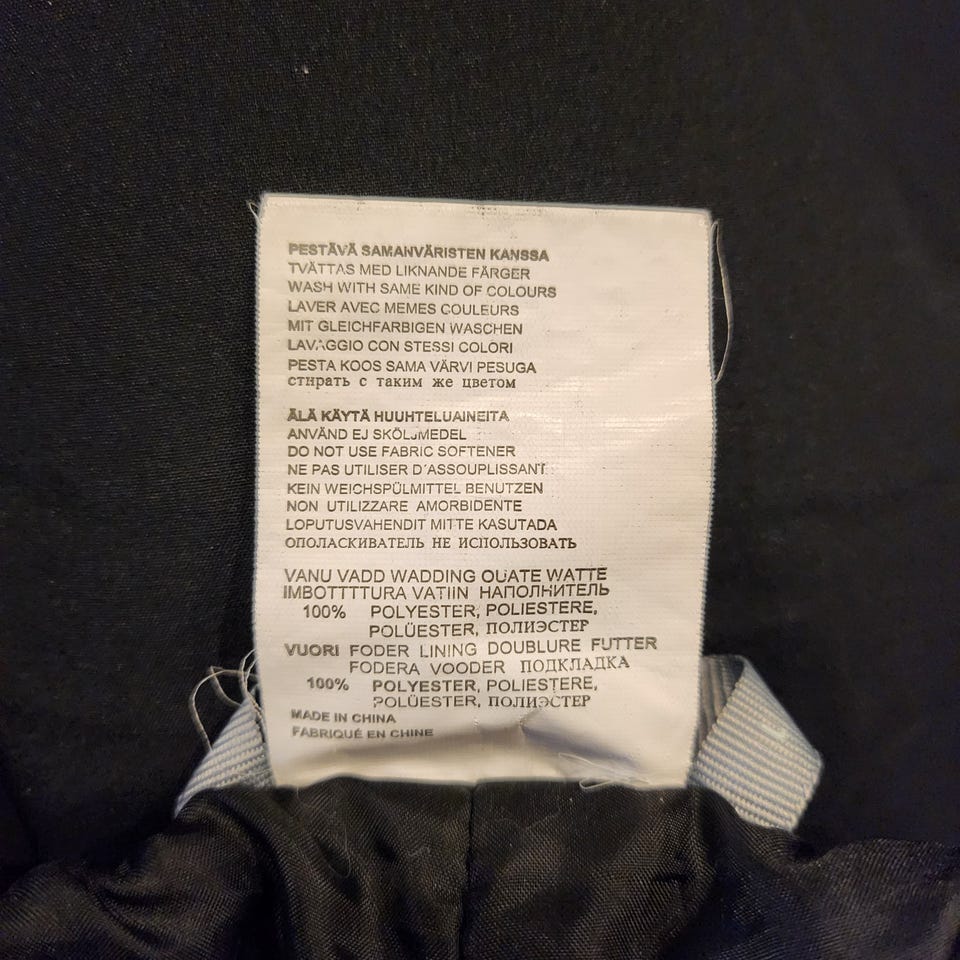 PESTÄVÄ SAMANVÄRISTEN KANSSA
TVÄTTAS MED LIKNANDE FÄRGER
WASH WITH SAME KIND OF COLOURS
LAVER AVEC MEMES COULEURS
MIT GLEICHFARBIGEN WASCHEN
LAVAGGIO CON STESSI COLORI
PESTA KOOS SAMA VÄRVI PESUGA
стнрать с таким же цветом
ÄLÄ KÄYTÄ HUUHTELUAINEITA
ANVÄND EJ SKÖLJMEDEL
DO NOT USE FABRIC SOFTENER
NE PAS UTILISER D´ASSOUPLISSANT
KEIN WEICHSPÜLMITTEL BENUTZEN
NON UTILIZZARE AMORBIDENTE
LOPUTUSVAHENDIT MITTE KASUTADA
ОПОЛАСКИВАТЕЛЬ НЕ ИСПОЛЬЗОВАТЬ
VANU VADD WADDING OUATE WATTE
IMBOTTTTURA VATIIN НАПОЛНИТЕЛЬ
100% POLYESTER, POLIESTERE,
POLÜESTER, ПОЛИЭСТЕР
VUORI FODER LINING DOUBLURE FUTTER
FODERA VOODER ПОДКЛАДКА
100% POLYESTER, POLIESTERE,
POLÜESTER, ПОЛИЭСТЕР
MADE IN CHINA
FABRIQUÉ EN CHINE